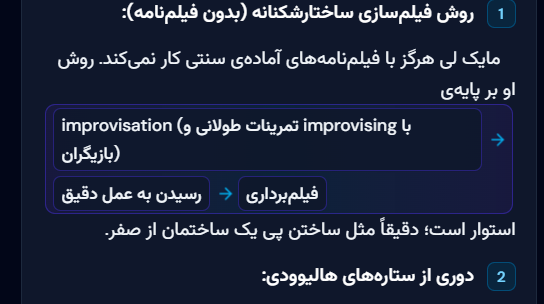 1 روش فیلم‌سازی ساختارشکنانه (بدون فیلم‌نامه):
مایک لی هرگز با فیلم‌نامه‌های آماده‌ی سنتی کار نمی‌کند. روش
او بر پایه‌ی
improvisation (تمرینات طولانی و improvising با
بازیگران)
→
رسیدن به عمل دقیق → فیلم‌برداری
استوار است؛ دقیقاً مثل ساختن پی یک ساختمان از صفر.
2 دوری از ستاره‌های هالیوودی: